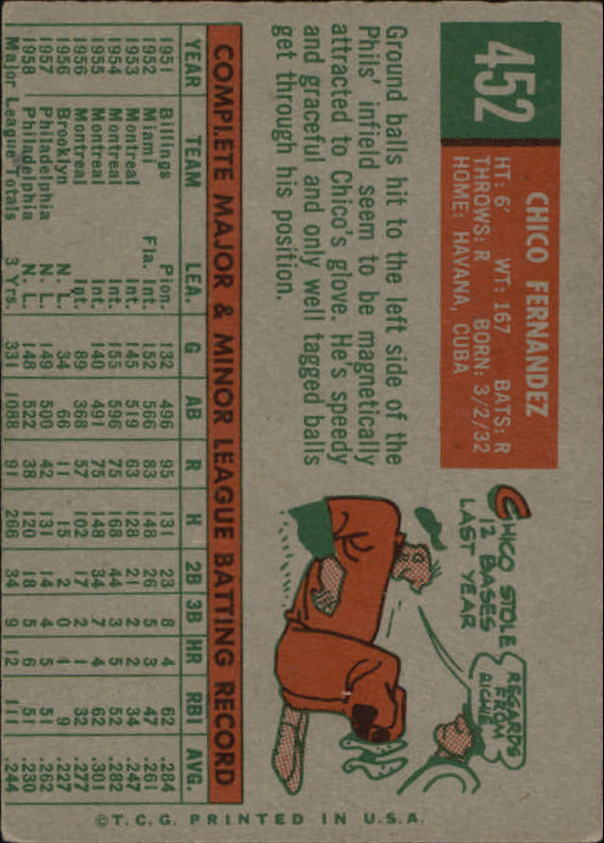 452
CHICO FERNANDEZ
HT: 6' WT: 167 BATS: R
THROWS: R BORN: 3/2/32
HOME: HAVANA, CUBA
Ground balls hit to the left side of the
Phils' infield seem to be magnetically
attracted to Chico's glove. He's speedy
and graceful and only well tagged balls
get through his position.
CHICO STOLE
12 BASES
LAST YEAR
REGARDS
FROM
RICHIE
COMPLETE MAJOR & MINOR LEAGUE BATTING RECORD
YEAR TEAM LEA. G AB R H 2B 3B HR RBI AVG.
1951 Billings Pion. 132 496 95 131 23 8 4 62 .284
1952 Miami Fla. Int. 152 566 83 148 26 5 3 47 .261
1953 Montreal Int. 145 519 63 128 21 2 2 34 .247
1954 Montreal Int. 155 596 75 168 44 3 5 52 .282
1955 Montreal Int. 140 491 75 148 34 7 4 62 .301
1956 Montreal Int. 89 368 57 102 17 2 1 32 .277
1956 Brooklyn N. L. 34 66 11 15 2 0 1 9 .227
1957 Philadelphia N. L. 149 500 42 131 14 4 5 51 .262
1958 Philadelphia N. L. 148 522 38 120 18 5 6 51 .230
Major League Totals 3 Yrs. 331 1088 91 266 34 9 12 111 .244
©T.C.G. PRINTED IN U.S.A.